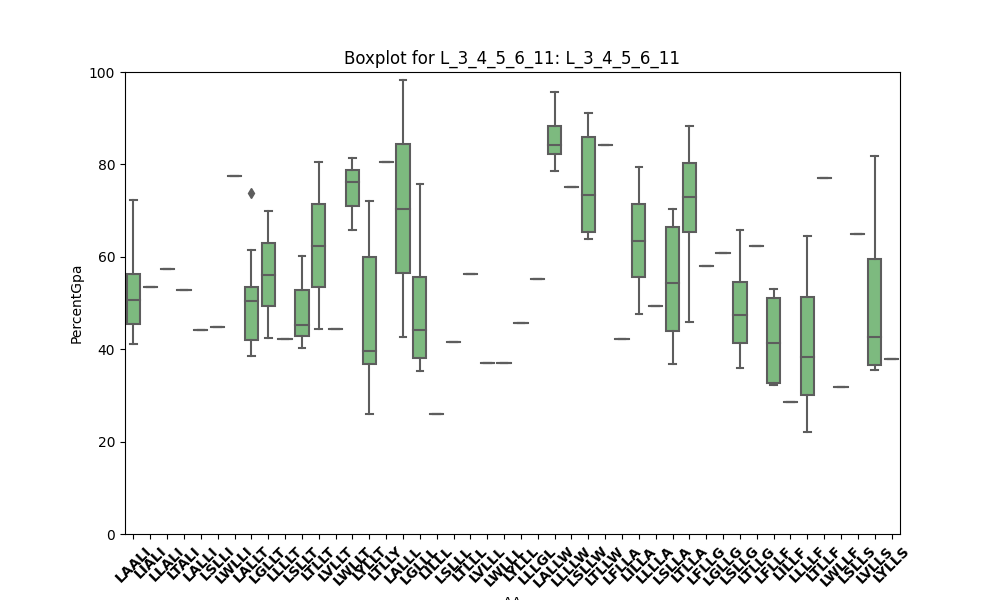 Boxplot for L_3_4_5_6_11: L_3_4_5_6_11
PercentGpa
100
80
60
40
20
0
LAALI
LIALI
LLALI
LTALI
LALLI
LSLLI
LWLLI
LALLT
LGLLT
LLLLT
LSLLT
LTLLT
LVLLT
LWLLT
LYLLT
LTLLY
LALLL
LGLLL
LILLL
LSLLL
LTLLL
LVLLL
LWLLL
LYLLL
LLLGL
LALLW
LLLLW
LSLLW
LTLLW
LFLLA
LILLA
LLLLA
LSLLA
LTLLA
LFLLG
LGLLG
LSLLG
LTLLG
LFLLF
LILLF
LLLLF
LTLLF
LWLLF
LSLLS
LVLLS
LYLLS